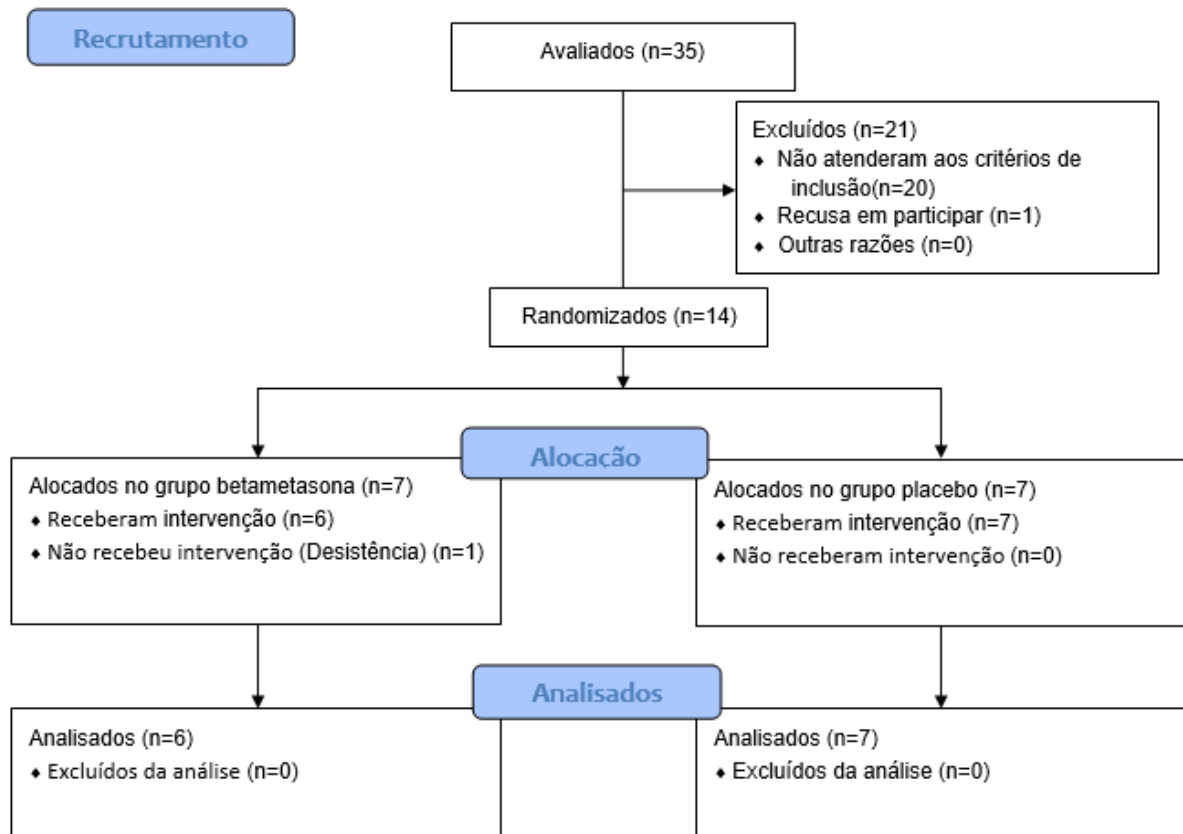 Recrutamento
Avaliados (n=35)
Excluídos (n=21)
♦ Não atenderam aos critérios de
inclusão(n=20)
♦ Recusa em participar (n=1)
♦ Outras razões (n=0)
Randomizados (n=14)
Alocação
Alocados no grupo betametasona (n=7)
♦ Receberam intervenção (n=6)
♦ Não recebeu intervenção (Desistência) (n=1)
Alocados no grupo placebo (n=7)
♦ Receberam intervenção (n=7)
♦ Não receberam intervenção (n=0)
Analisados
Analisados (n=6)
♦ Excluídos da análise (n=0)
Analisados (n=7)
♦ Excluídos da análise (n=0)